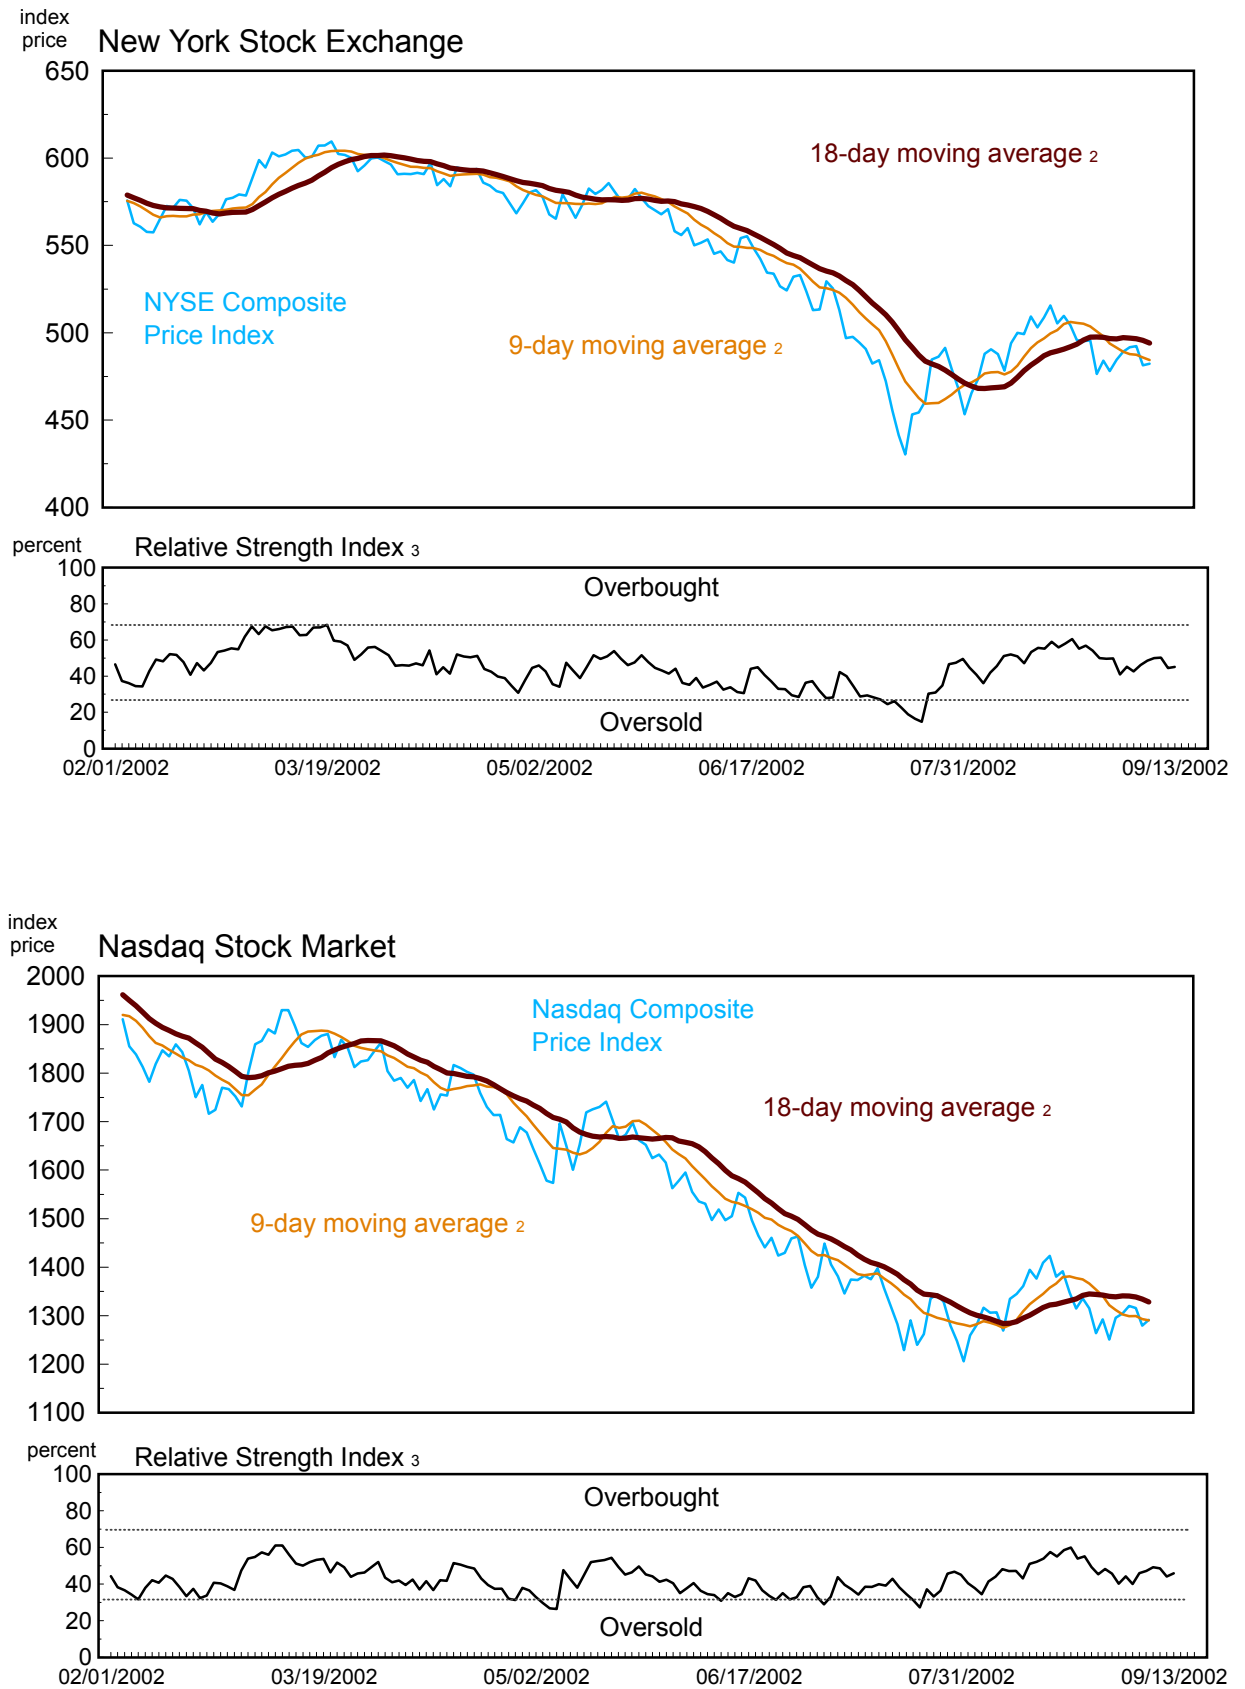 index
price
New York Stock Exchange
650
600
550
500
450
400
18-day moving average 2
NYSE Composite
Price Index
9-day moving average 2
percent
Relative Strength Index 3
100
80
60
40
20
0
Overbought
Oversold
02/01/2002 03/19/2002 05/02/2002 06/17/2002 07/31/2002 09/13/2002
index
price
Nasdaq Stock Market
2000
1900
1800
1700
1600
1500
1400
1300
1200
1100
Nasdaq Composite
Price Index
18-day moving average 2
9-day moving average 2
percent
Relative Strength Index 3
100
80
60
40
20
0
Overbought
Oversold
02/01/2002 03/19/2002 05/02/2002 06/17/2002 07/31/2002 09/13/2002